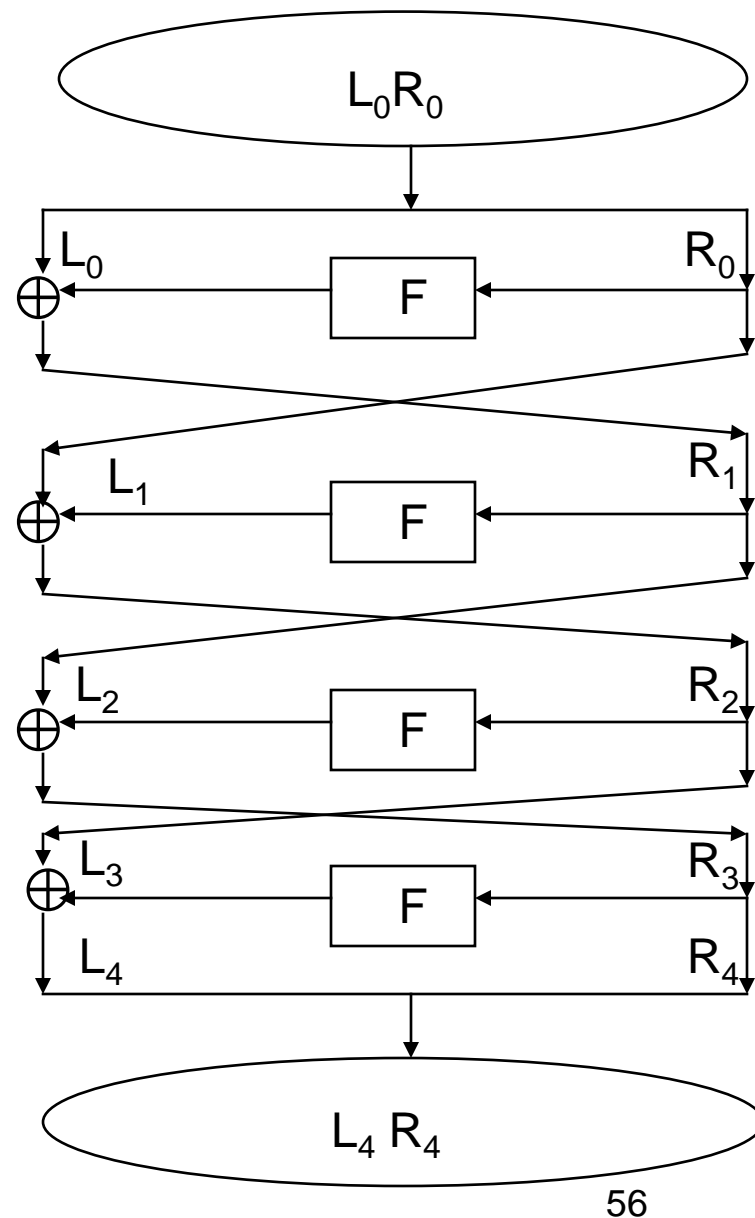 L₀R₀
L₀ F R₀
L₁ F R₁
L₂ F R₂
L₃ F R₃
L₄ R₄
L₄ R₄
56